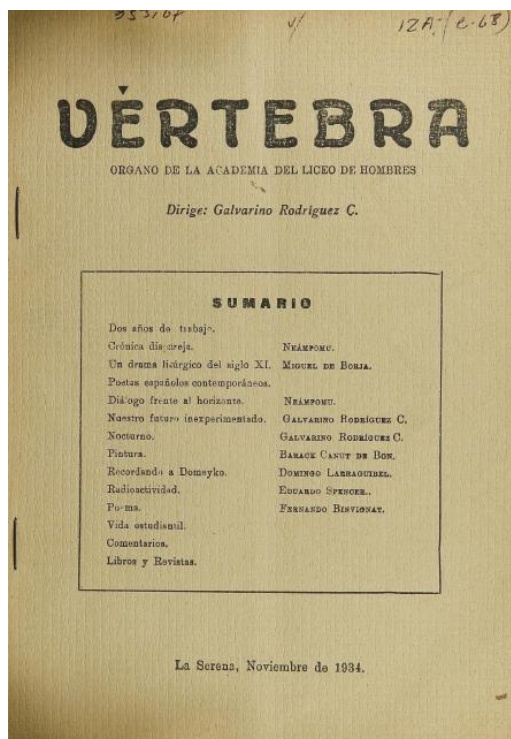 12A-(c.68)
VÉRTEBRA
ORGANO DE LA ACADEMIA DEL LICEO DE HOMBRES
Dirige: Galvarino Rodríguez C.
SUMARIO
Dos años de trabajo.
Crónica dispareja. NEÁMPOMU.
Un drama litúrgico del siglo XI. MIGUEL DE BORJA.
Poetas españoles contemporáneos.
Diálogo frente al horizonte. NEÁMPOMU.
Nuestro futuro inexperimentado. GALVARINO RODRÍGUEZ C.
Nocturno. GALVARINO RODRÍGUEZ C.
Pintura. BARACK CANUT DE BON.
Recordando a Domeyko. DOMINGO LARRAGUIBEL.
Radioactividad. EDUARDO SPENCER..
Poema. FERNANDO BINVIGNAT.
Vida estudiantil.
Comentarios.
Libros y Revistas.
La Serena, Noviembre de 1934.